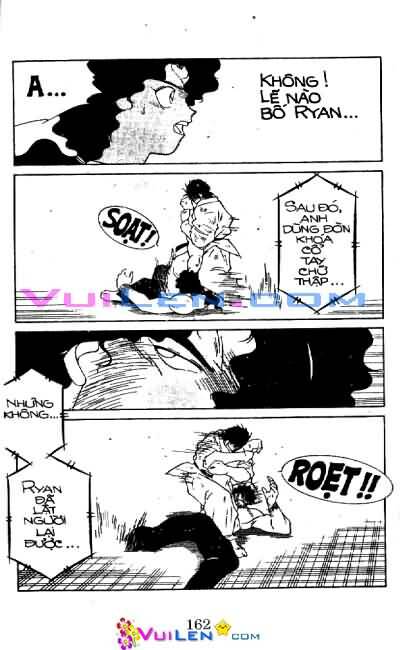 A...
KHÔNG!
LẼ NÀO
BỐ RYAN...
SOẠT!
SAU ĐÓ,
ANH
DÙNG ĐÒN
KHÓA
CỔ
TAY
CHỮ
THẬP...
VUILEN.COM
NHƯNG
KHÔNG...
RYAN
ĐÃ
LẬT
NGƯỜI
LẠI
ĐƯỢC...
ROẸT!!
162
VUILEN.COM